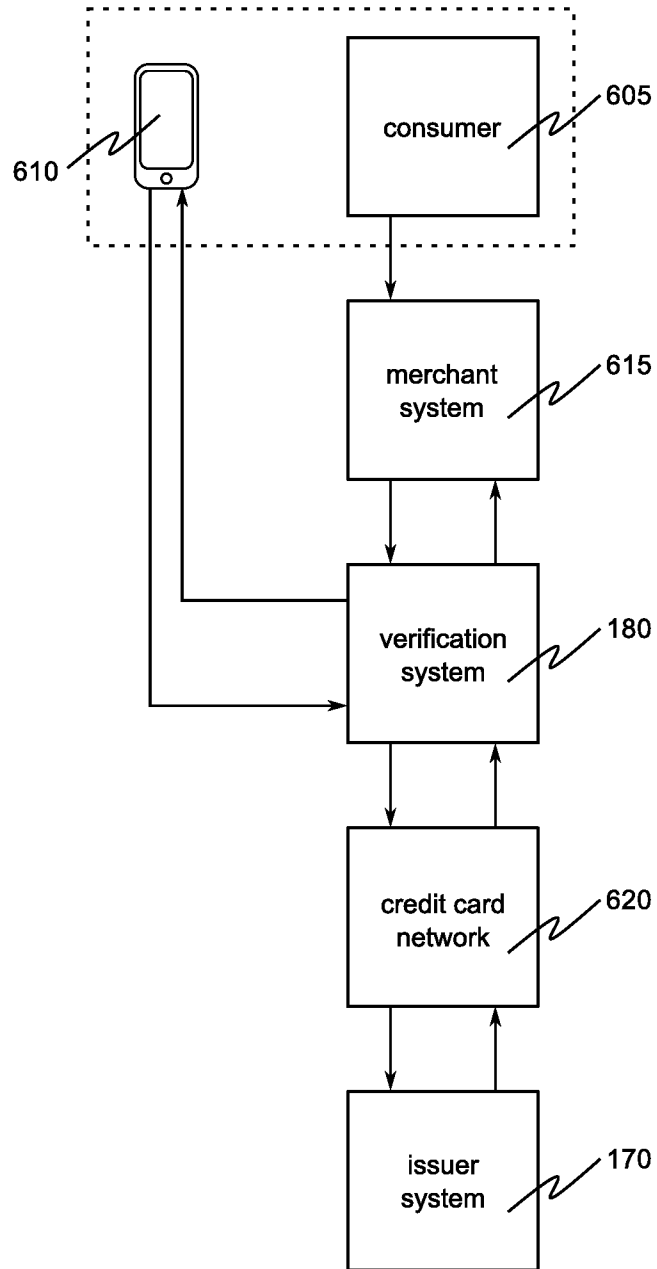 605
consumer
610
615
merchant
system
180
verification
system
620
credit card
network
170
issuer
system